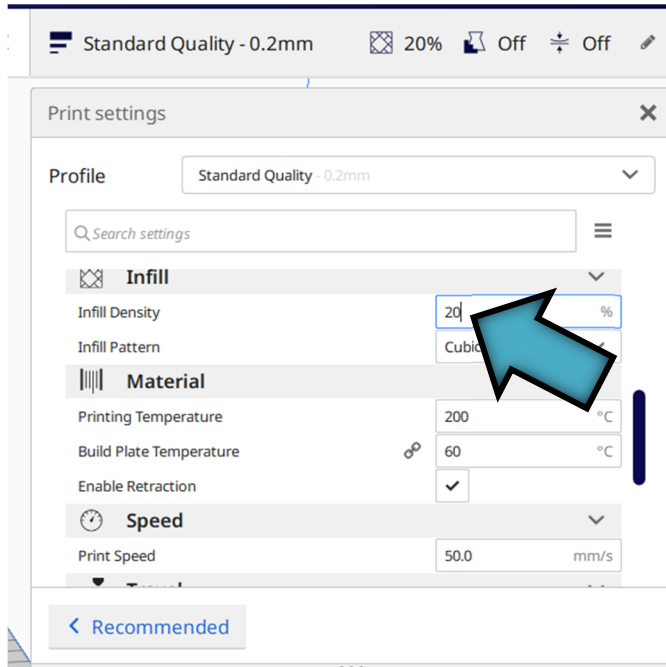 Standard Quality - 0.2mm 20% Off Off
Print settings
Profile Standard Quality - 0.2mm
Search settings
Infill
Infill Density 20 %
Infill Pattern
Material
Printing Temperature 200 °C
Build Plate Temperature 60 °C
Enable Retraction
Speed
Print Speed 50.0 mm/s
Recommended